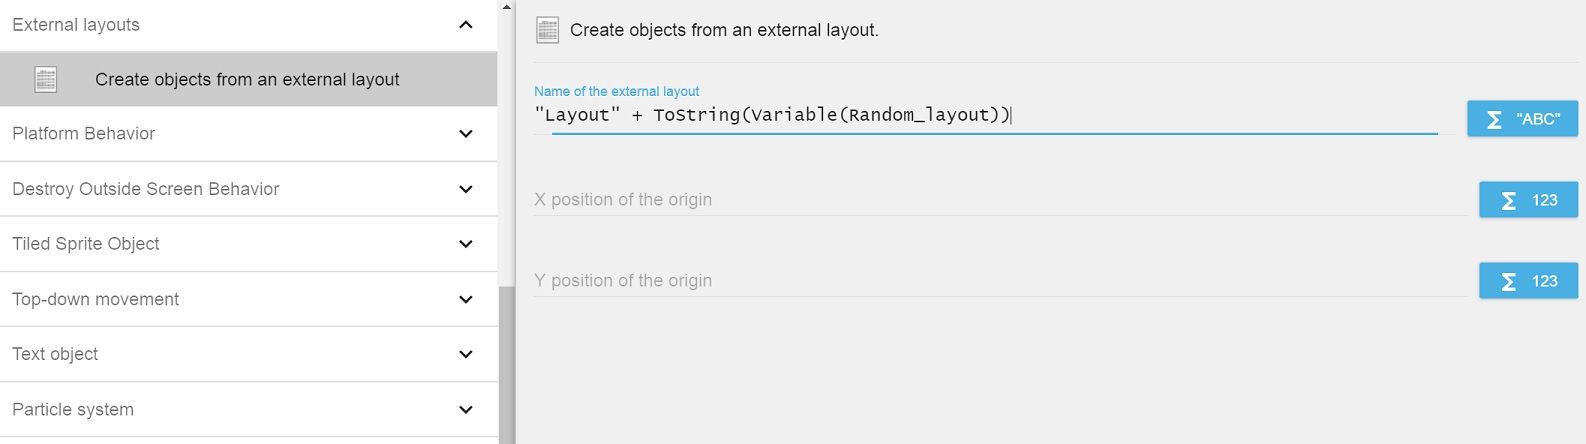 External layouts
Create objects from an external layout
Platform Behavior
Destroy Outside Screen Behavior
Tiled Sprite Object
Top-down movement
Text object
Particle system
Create objects from an external layout.
Name of the external layout
"Layout" + ToString(Variable(Random_layout))
Σ "ABC"
X position of the origin
Σ 123
Y position of the origin
Σ 123